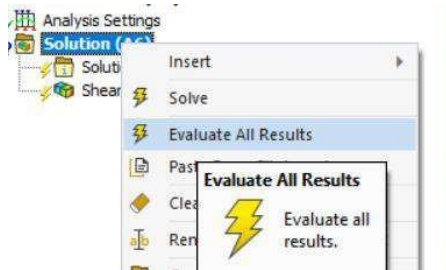 Analysis Settings
Solution (A6)
Soluti
Shear
Insert
Solve
Evaluate All Results
Past
Evaluate All Results
Clea
Evaluate all
results.
Ren